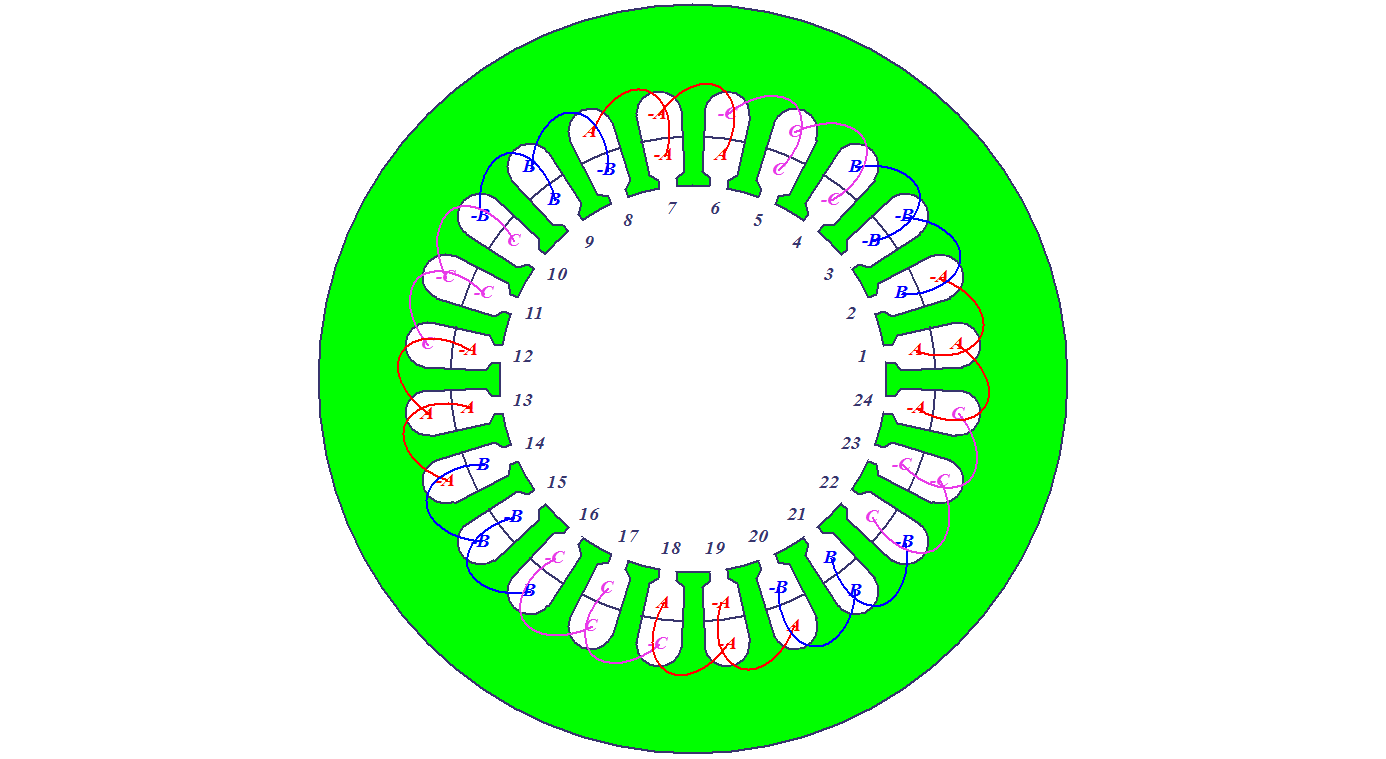 -A -C
A C
-A A
B -B C B
B -C
7 6
-B 8 5 -B
C 9 4 -B
-C 10 3 -A
-C B
11 2
C -A 12 1 A A
A A 13 24 -A C
14 23
B -C
-A 15 22 -C
-B 16 21 C
-B 17 20 -B
18 19
-C B
B C -B B
A -A
C -A
-C -A